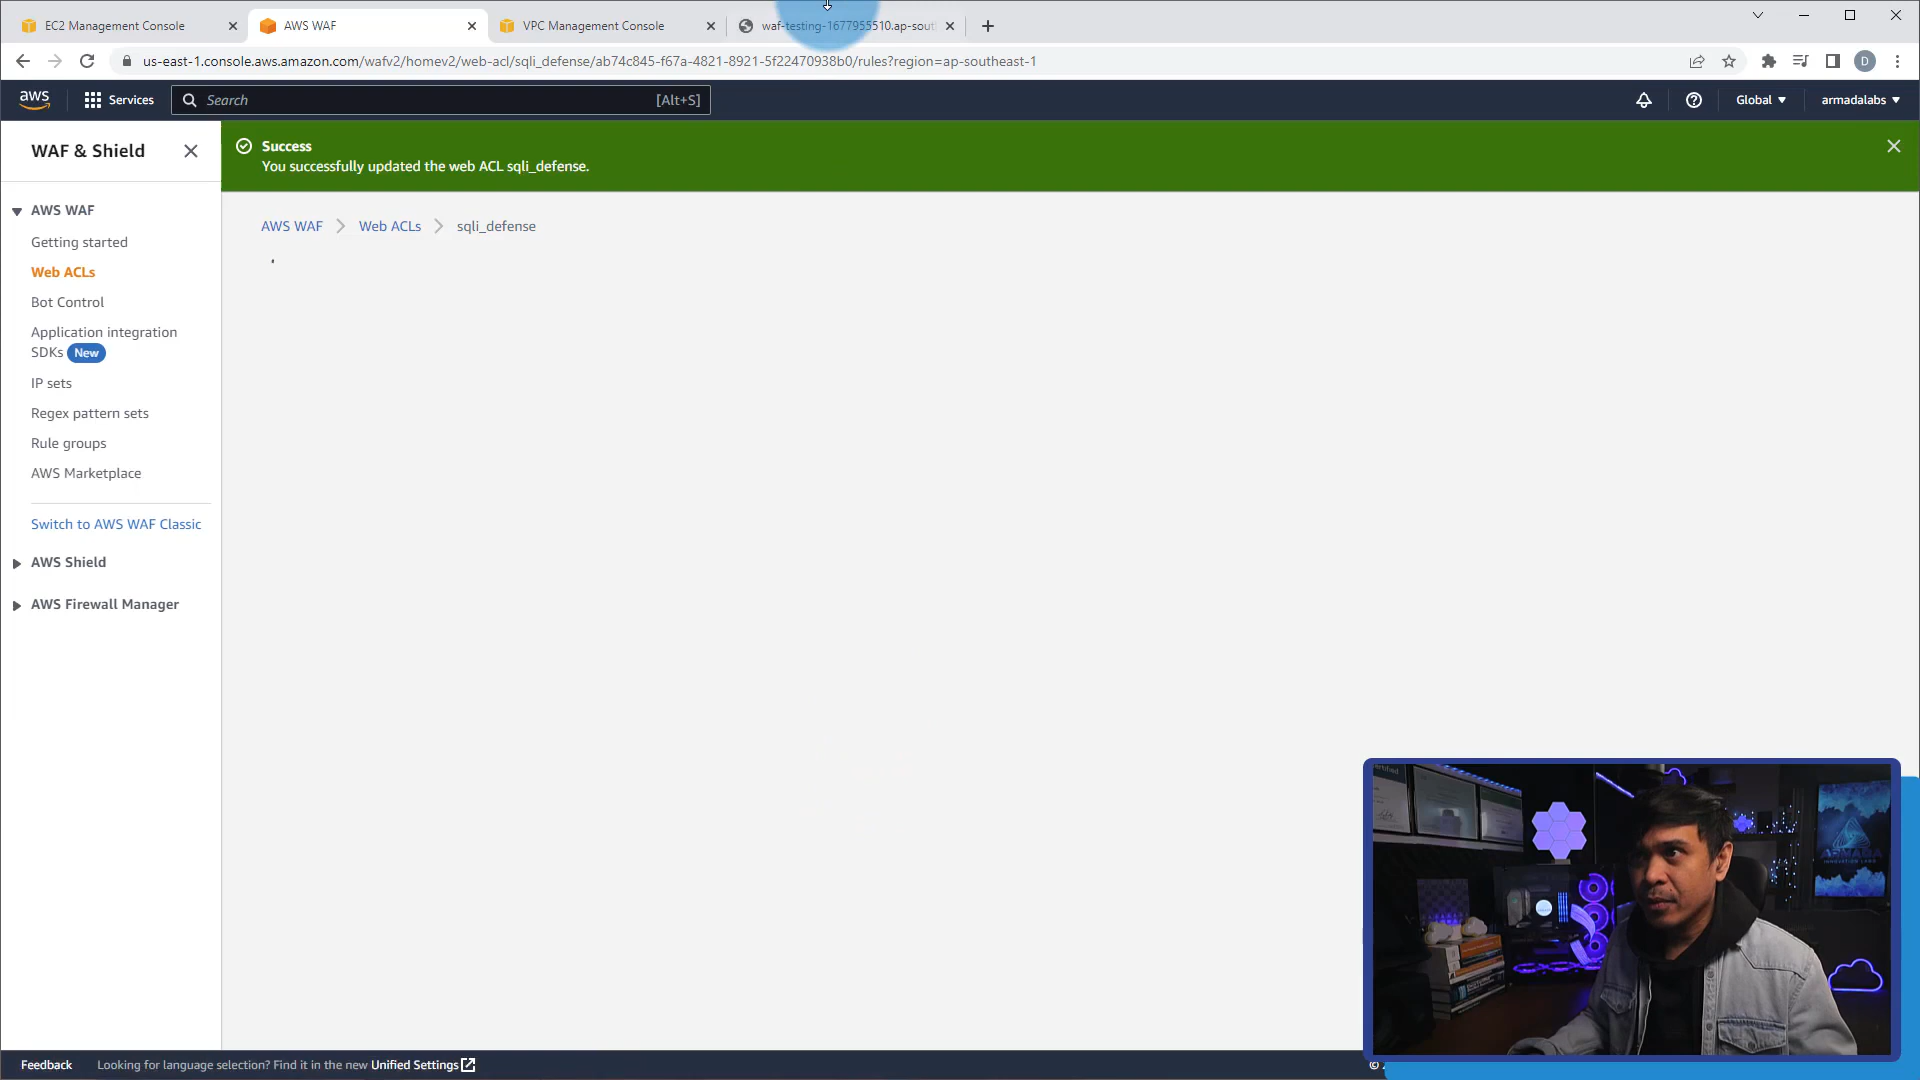 EC2 Management Console
AWS WAF
VPC Management Console
waf-testing-1677955510.ap-sout
us-east-1.console.aws.amazon.com/wafv2/homev2/web-acl/sqli_defense/ab74c845-f67a-4821-8921-5f22470938b0/rules?region=ap-southeast-1
D
aws
Services
Search
[Alt+S]
Global
armadalabs
WAF & Shield
Success
You successfully updated the web ACL sqli_defense.
AWS WAF
Web ACLs
sqli_defense
AWS WAF
Getting started
Web ACLs
Bot Control
Application integration
SDKs New
IP sets
Regex pattern sets
Rule groups
AWS Marketplace
Switch to AWS WAF Classic
AWS Shield
AWS Firewall Manager
ARMADA
Feedback
Looking for language selection? Find it in the new Unified Settings
©